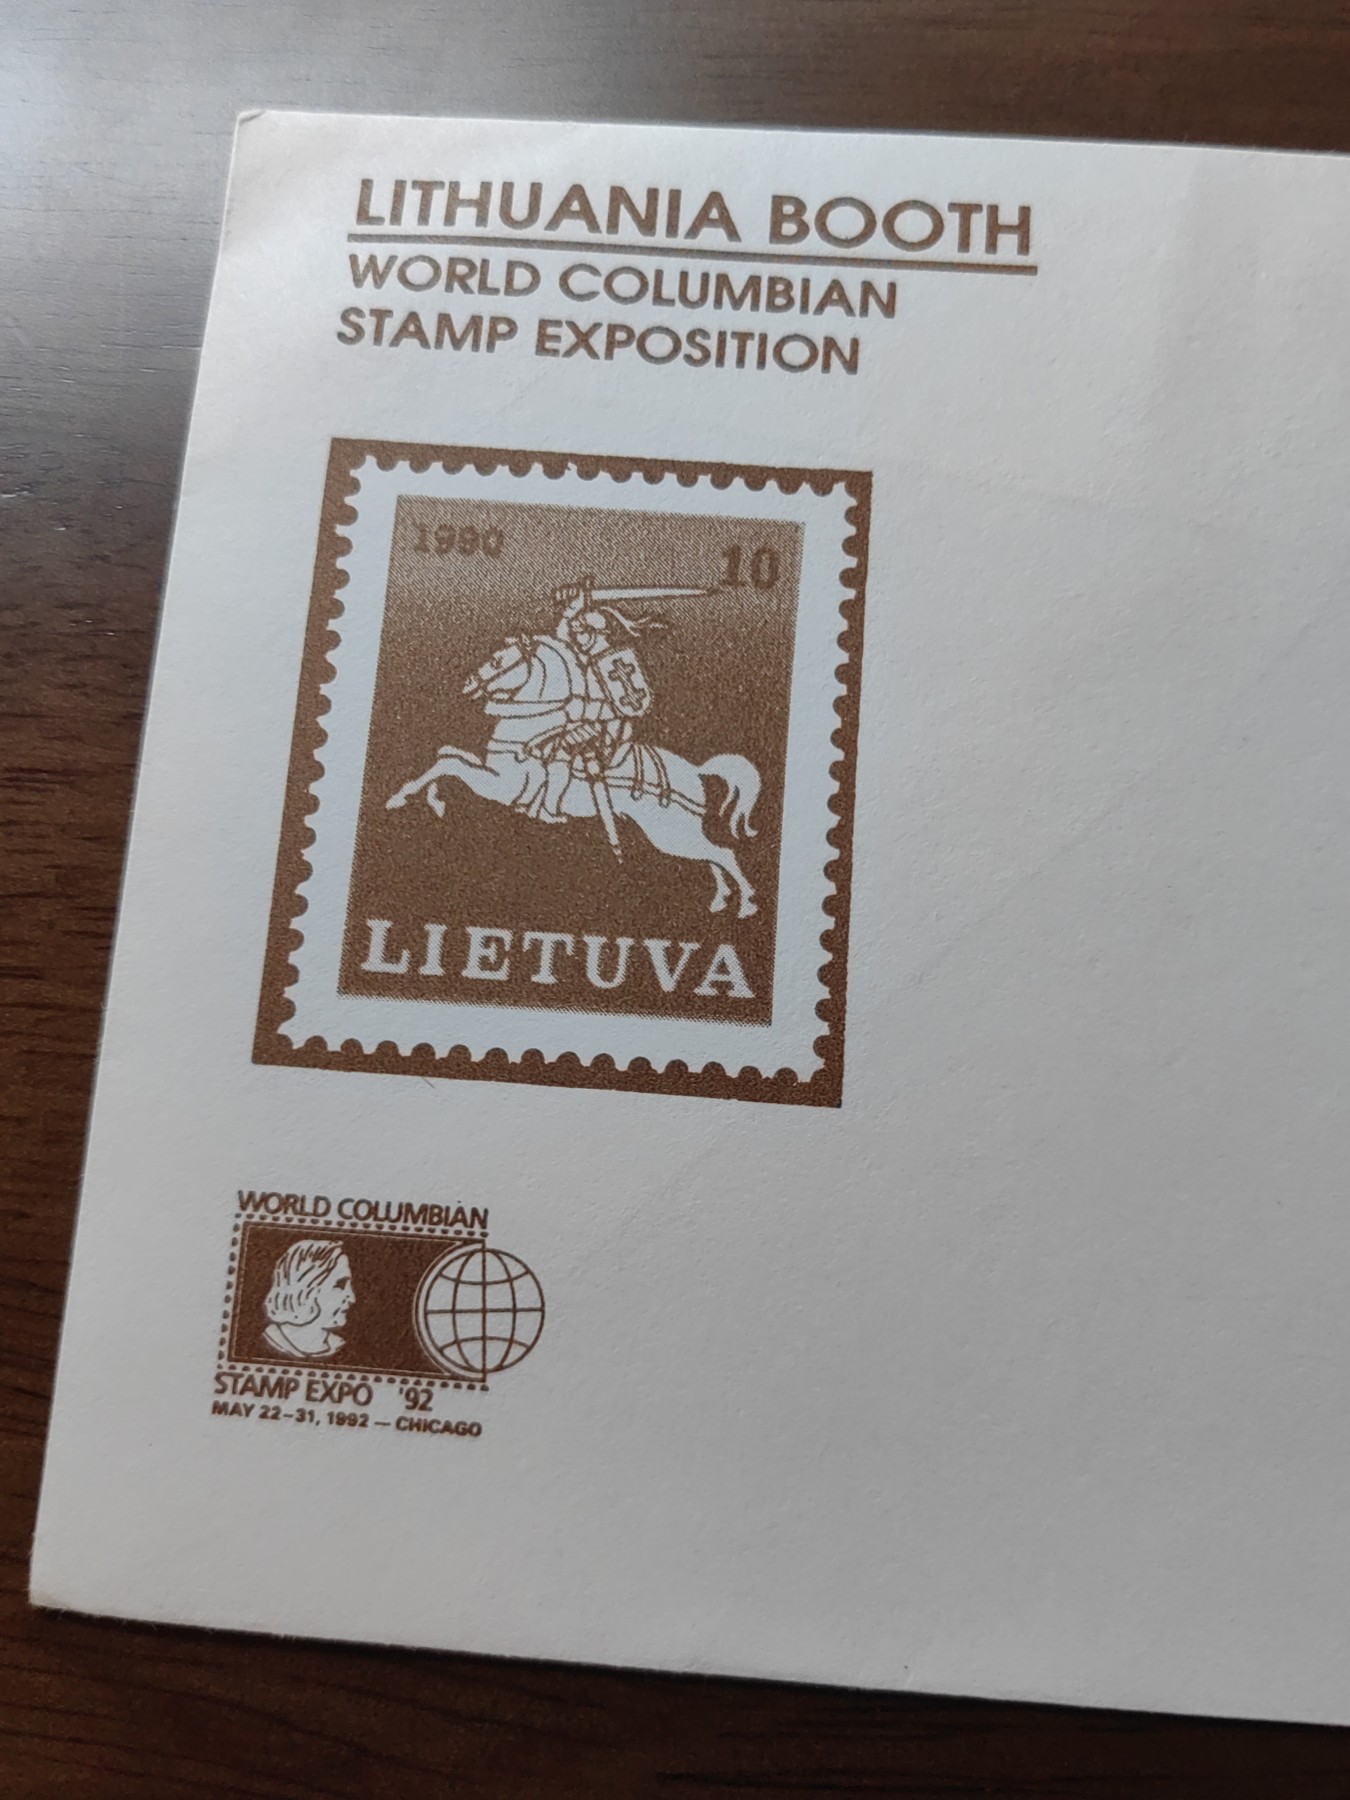 LITHUANIA BOOTH
WORLD COLUMBIAN
STAMP EXPOSITION
1990 10
LIETUVA
WORLD COLUMBIAN
STAMP EXPO '92
MAY 22–31, 1992 — CHICAGO